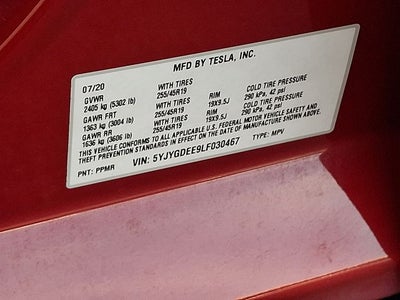 MFD BY TESLA, INC.
07/20
GVWR WITH TIRES RIM COLD TIRE PRESSURE
2405 kg (5302 lb) 255/45R19
GAWR FRT WITH TIRES 19X9.5J 290 kPa, 42 psi
1363 kg (3004 lb) 255/45R19 RIM COLD TIRE PRESSURE
GAWR RR WITH TIRES 19X9.5J 290 kPa, 42 psi
1636 kg (3606 lb) 255/45R19
THIS VEHICLE CONFORMS TO ALL APPLICABLE U.S. FEDERAL MOTOR VEHICLE SAFETY AND
THEFT PREVENTION STANDARDS IN EFFECT ON THE DATE OF MANUFACTURE SHOWN ABOVE.
VIN: 5YJYGDEE9LF030467 TYPE: MPV
PNT: PPMR